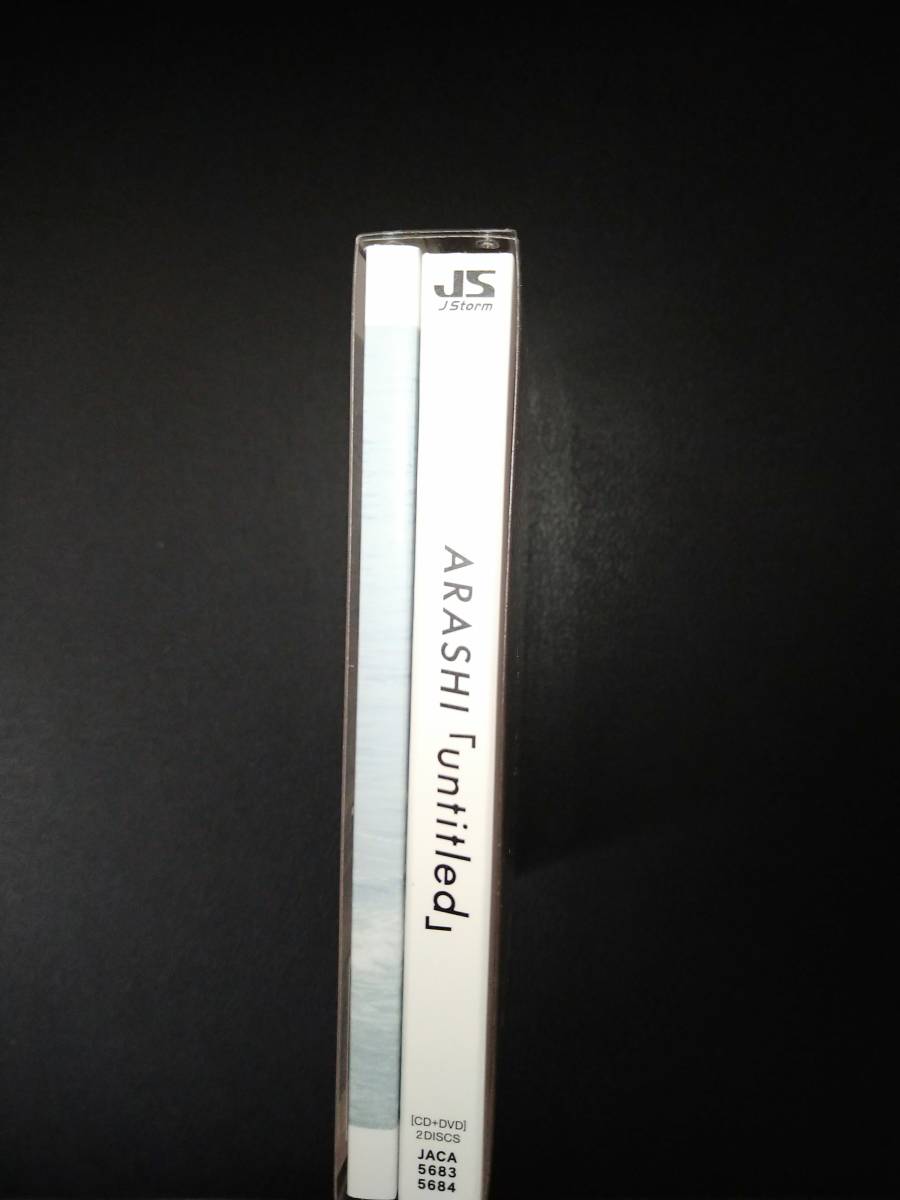 JS
J Storm
ARASHI「untitled」
[CD+DVD]
2DISCS
JACA
5683
5684